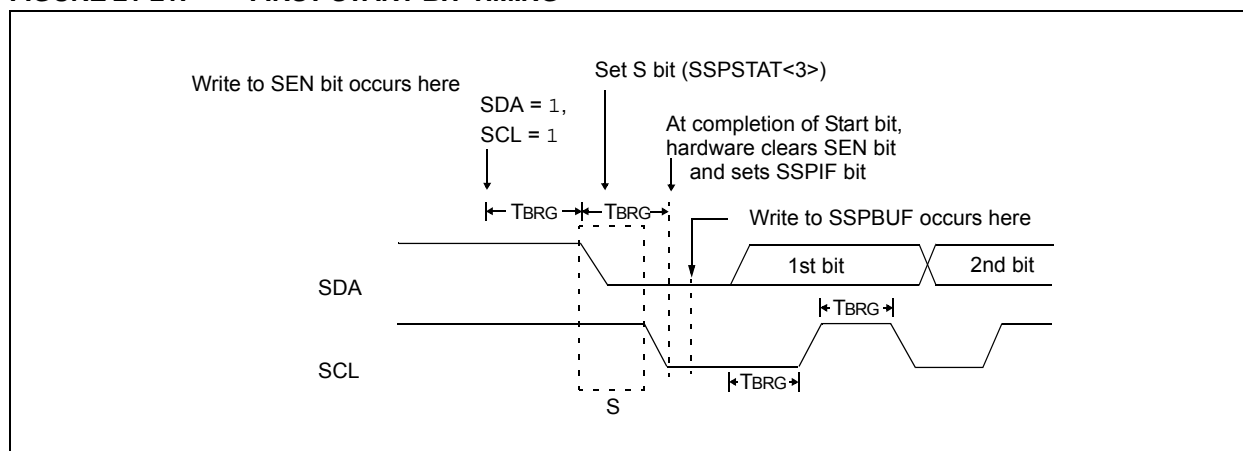 Set S bit (SSPSTAT<3>)
Write to SEN bit occurs here
SDA = 1,
SCL = 1
At completion of Start bit,
hardware clears SEN bit
and sets SSPIF bit
TBRG
TBRG
Write to SSPBUF occurs here
1st bit
2nd bit
SDA
TBRG
SCL
TBRG
S